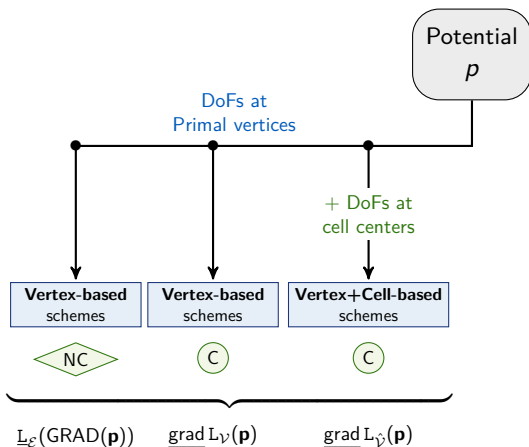 Potential
p
DoFs at
Primal vertices
+ DoFs at
cell centers
Vertex-based
schemes
Vertex-based
schemes
Vertex+Cell-based
schemes
NC
C
C
L_ℰ(GRAD(p))
grad L_𝒱(p)
grad L_𝒱̂(p)